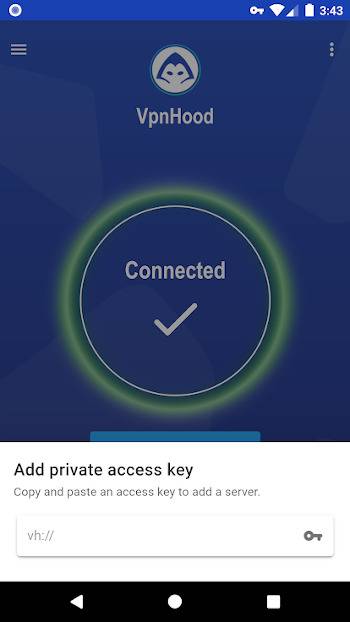 3:43
VpnHood
Connected
Add private access key
Copy and paste an access key to add a server.
vh://